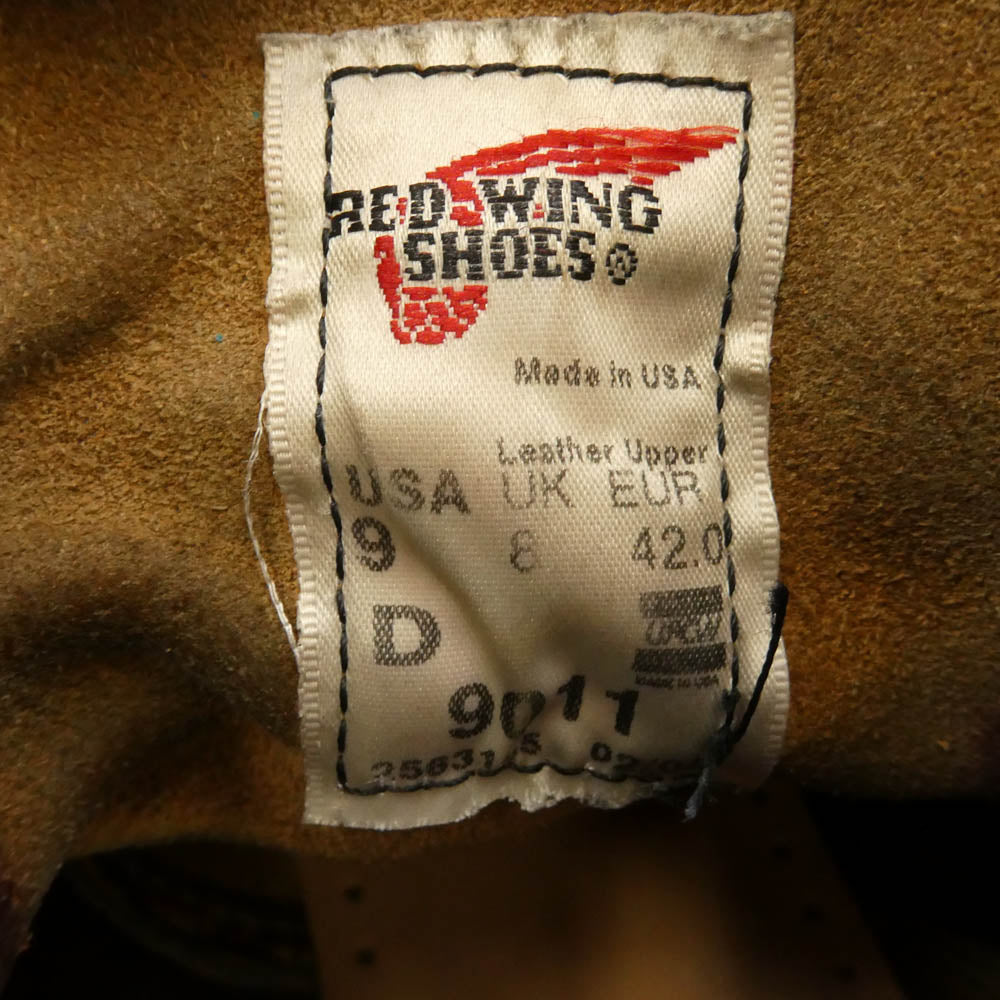 RED WING
SHOES®
Made in USA
Leather Upper
USA UK EUR
9 8 42.0
D
9011